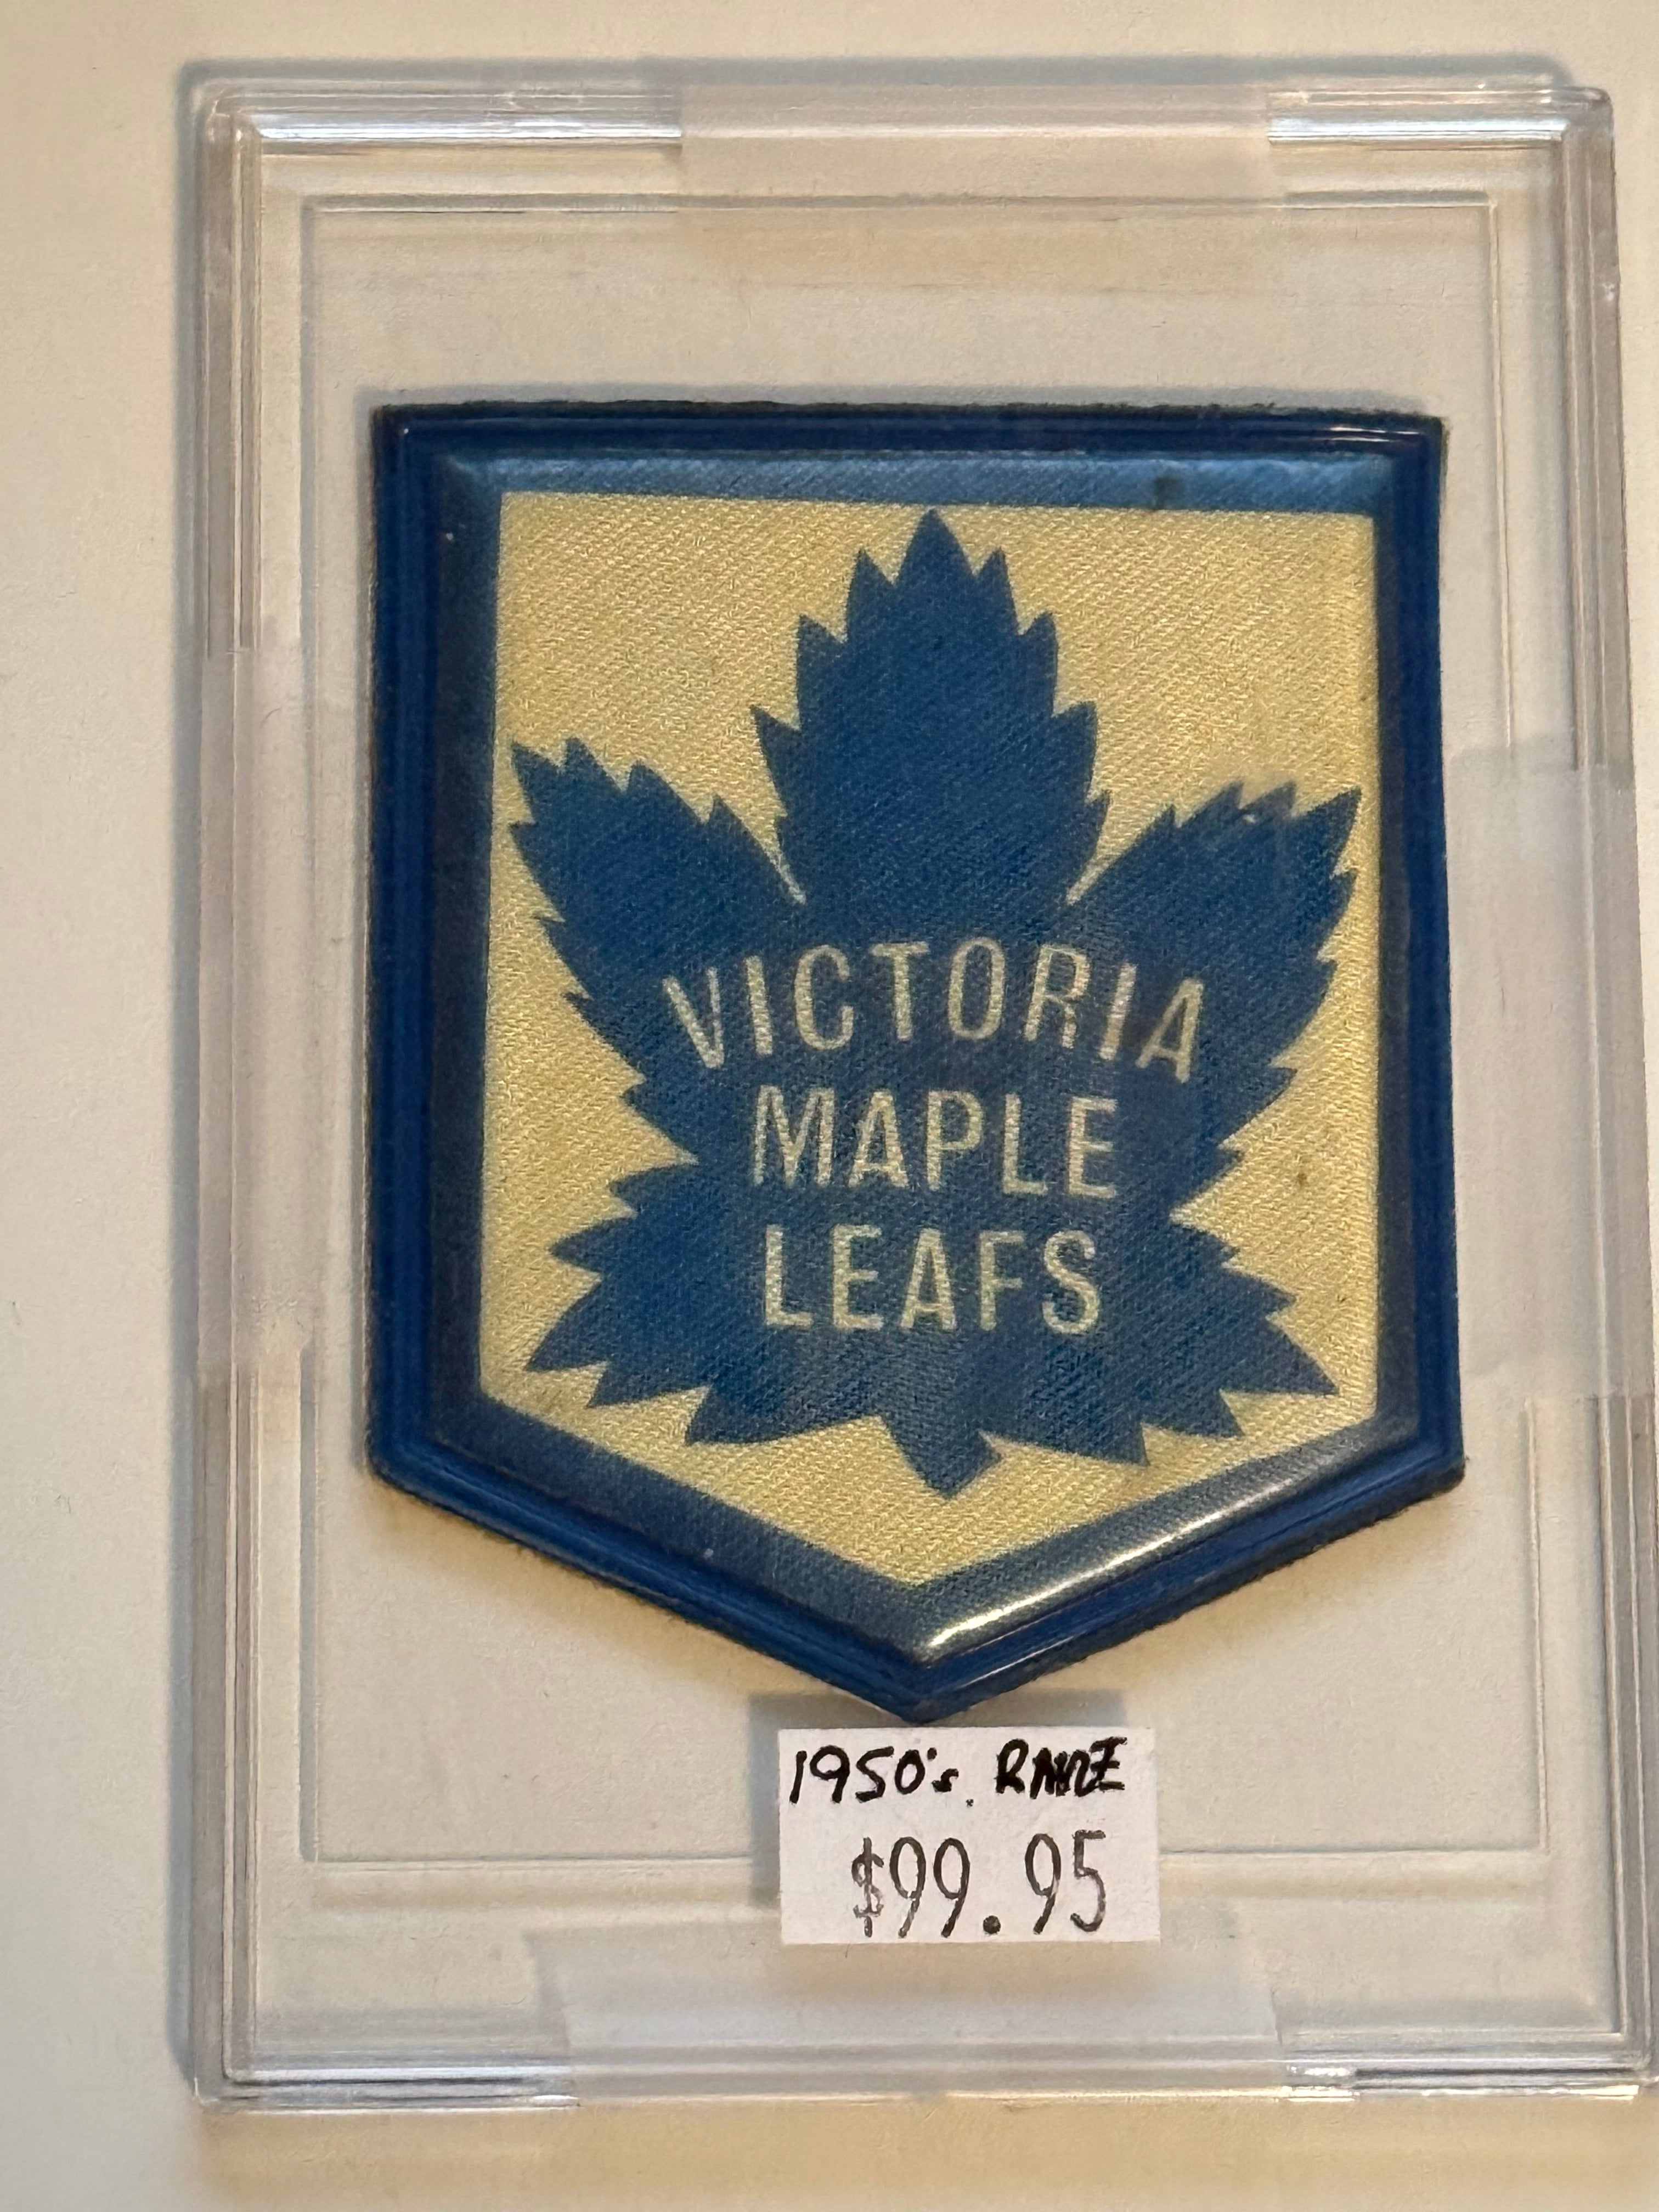 VICTORIA
MAPLE
LEAFS
1950's. RARE
$99.95